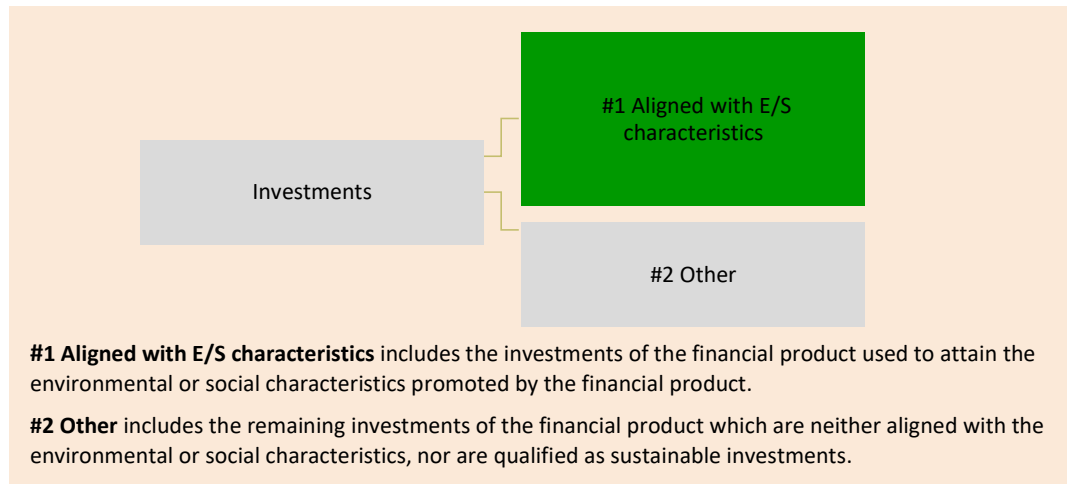 #1 Aligned with E/S
characteristics
Investments
#2 Other
#1 Aligned with E/S characteristics includes the investments of the financial product used to attain the
environmental or social characteristics promoted by the financial product.
#2 Other includes the remaining investments of the financial product which are neither aligned with the
environmental or social characteristics, nor are qualified as sustainable investments.